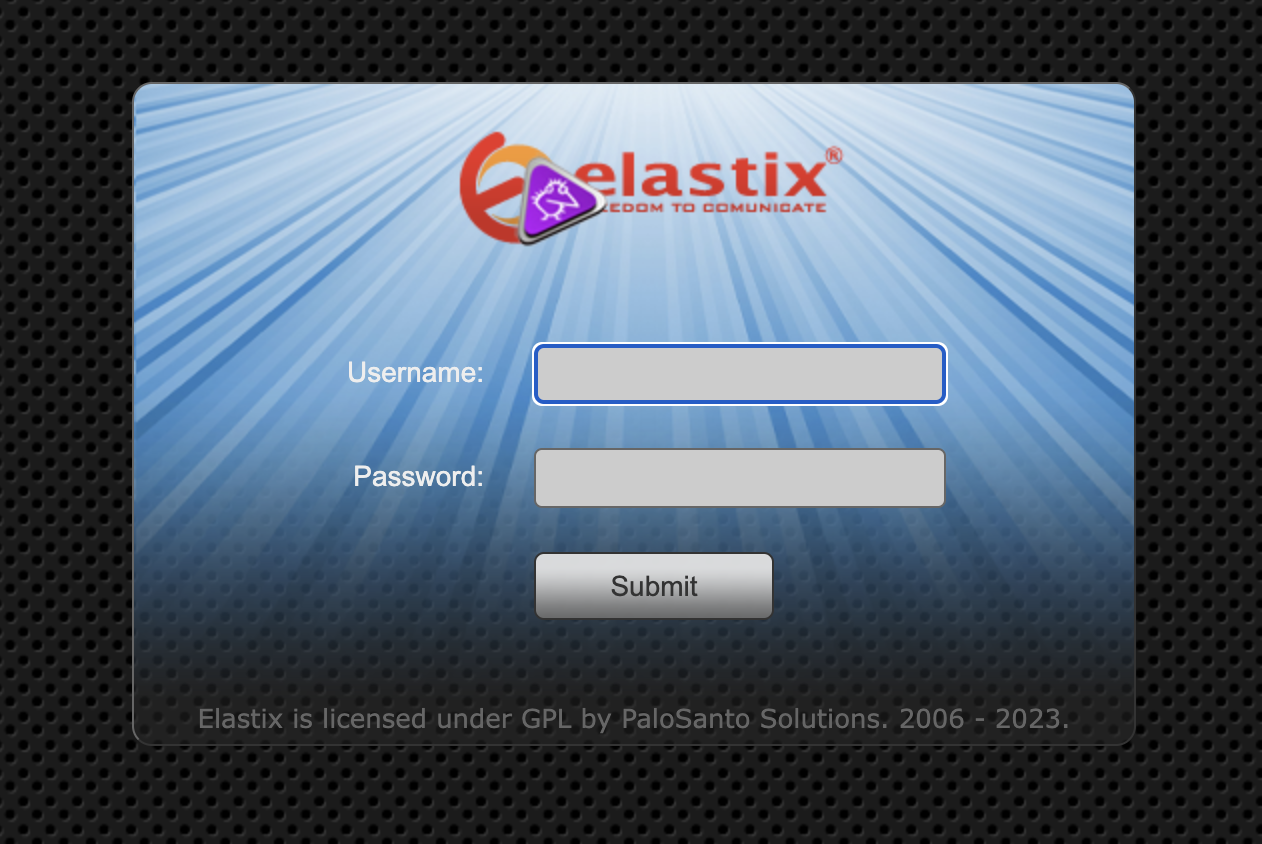 elastix®
EDOM TO COMUNICATE
Username:
Password:
Submit
Elastix is licensed under GPL by PaloSanto Solutions. 2006 - 2023.